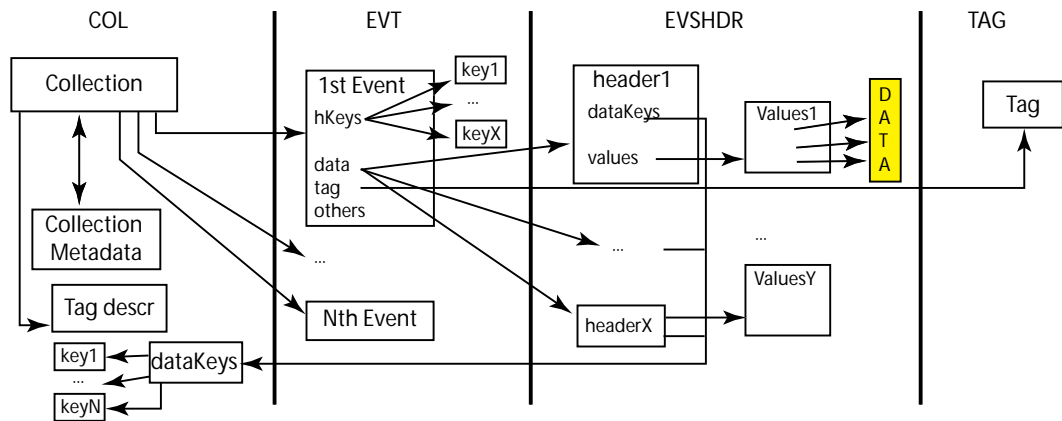 COL
EVT
EVSHDR
TAG
Collection
Collection
Metadata
Tag descr
key1
...
keyN
dataKeys
1st Event
hKeys
data
tag
others
key1
...
keyX
...
Nth Event
header1
dataKeys
values
...
headerX
Values1
...
ValuesY
D
A
T
A
Tag